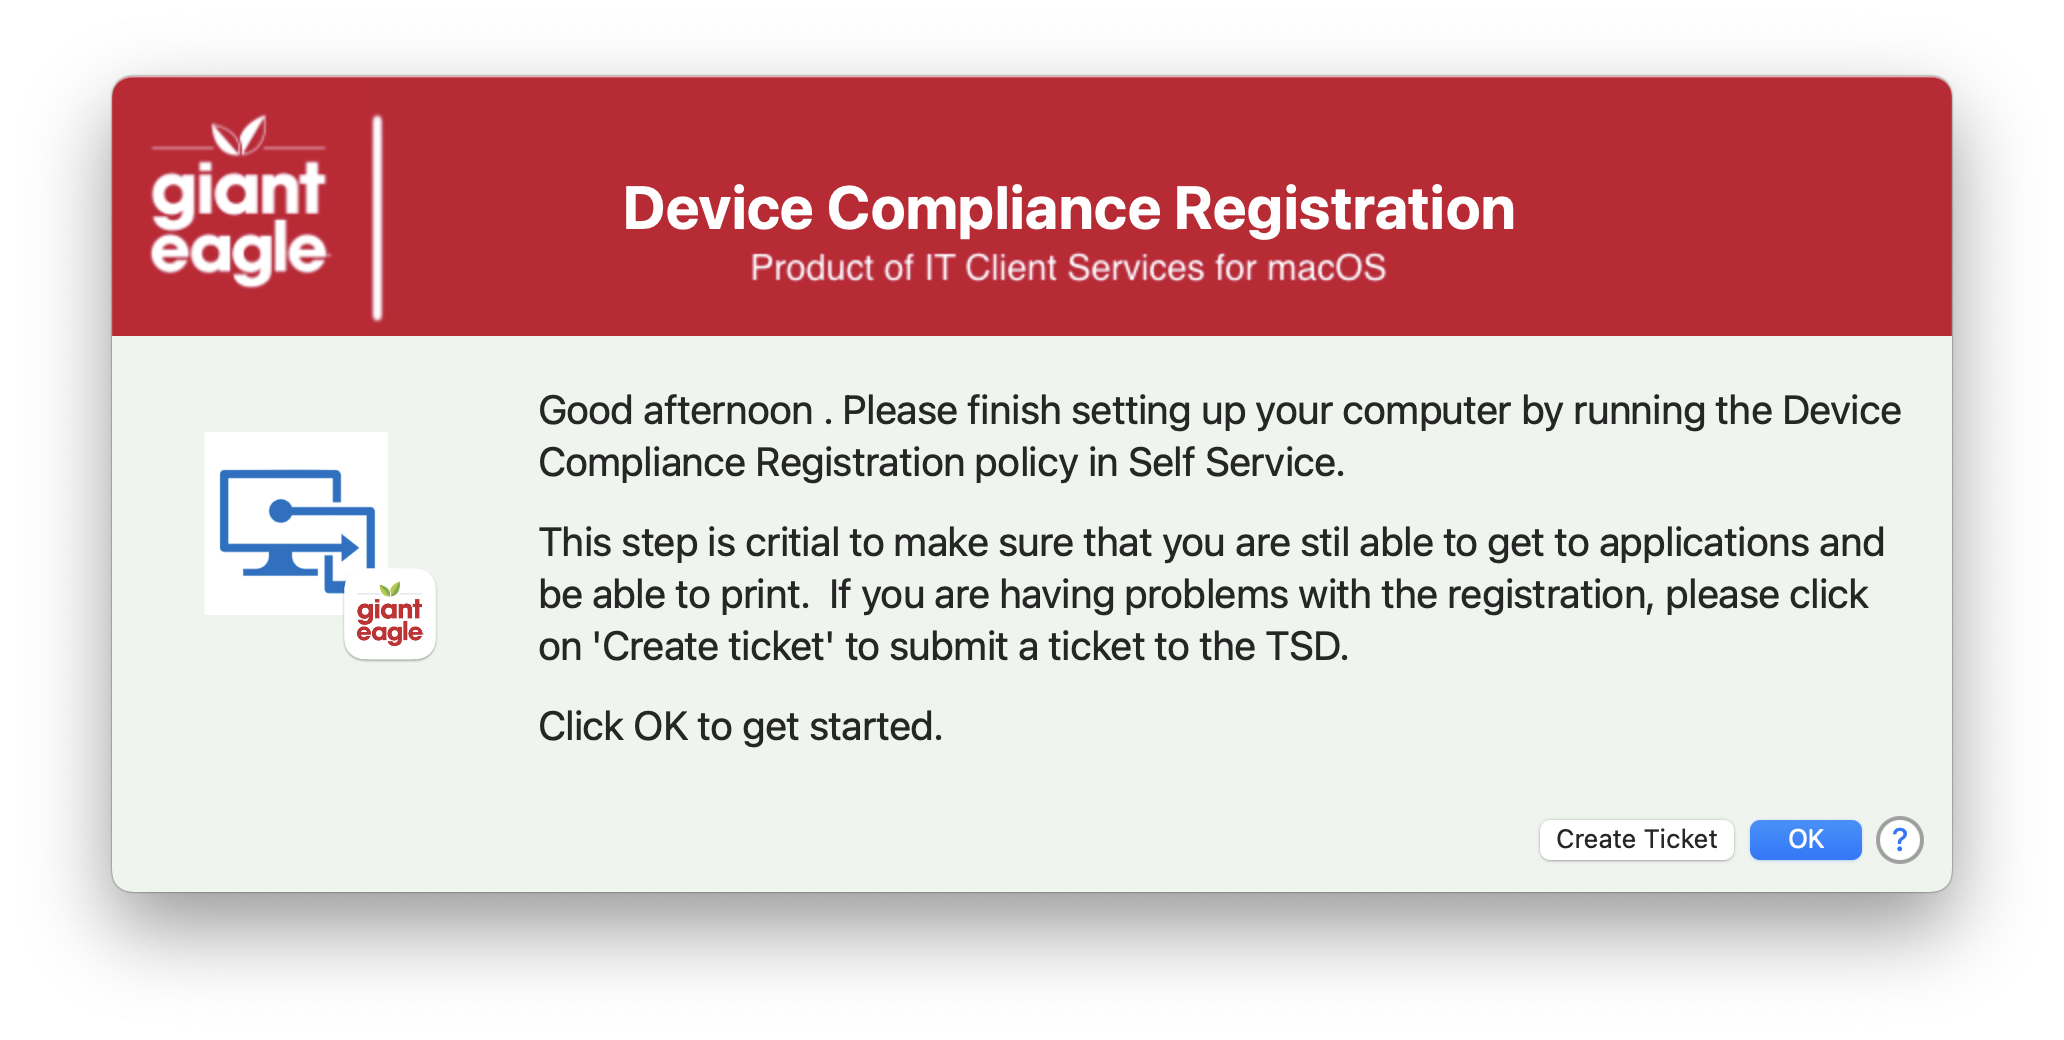 giant
eagle
Device Compliance Registration
Product of IT Client Services for macOS
Good afternoon . Please finish setting up your computer by running the Device
Compliance Registration policy in Self Service.
This step is critial to make sure that you are stil able to get to applications and
be able to print.  If you are having problems with the registration, please click
on 'Create ticket' to submit a ticket to the TSD.
Click OK to get started.
giant
eagle
Create Ticket
OK
?